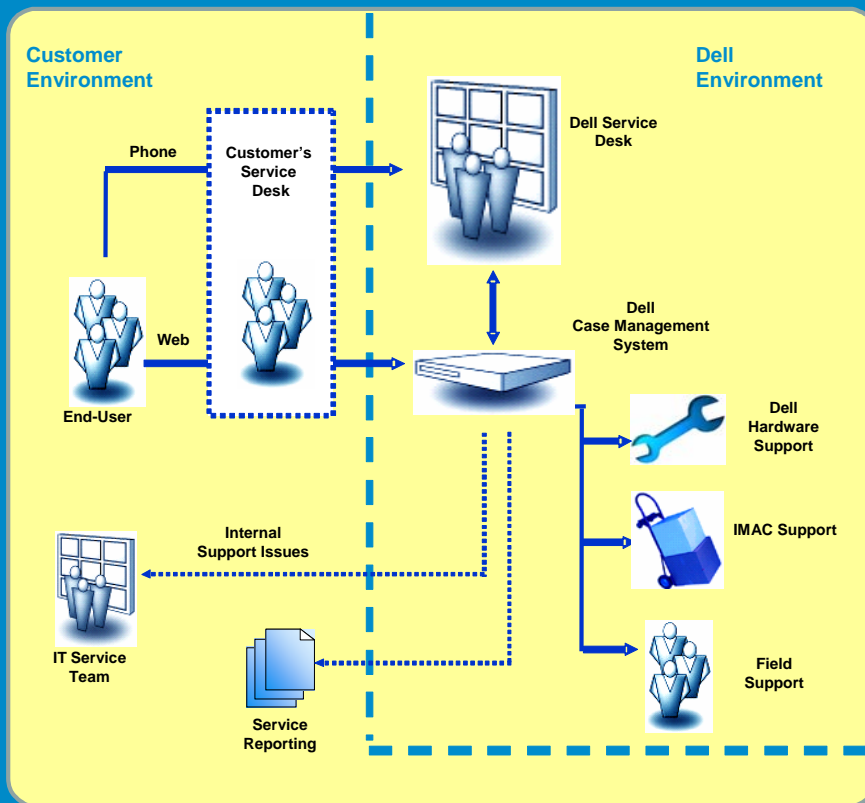 Customer
Environment
Dell
Environment
Phone
Customer's
Service
Desk
Dell Service
Desk
Web
End-User
Dell
Case Management
System
Dell
Hardware
Support
Internal
Support Issues
IMAC Support
IT Service
Team
Field
Support
Service
Reporting